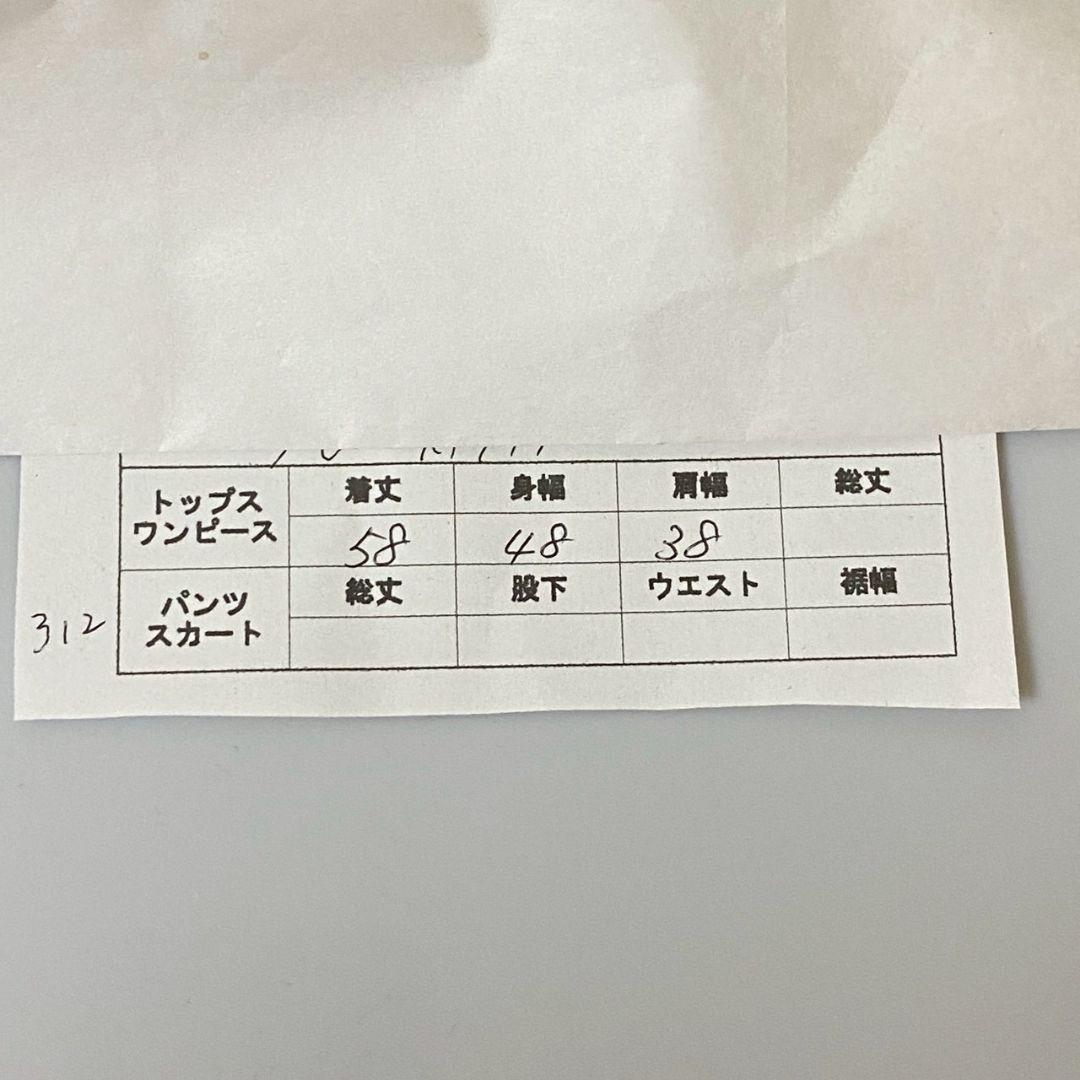 トップス
ワンピース
着丈 身幅 肩幅 総丈
58 48 38
312
パンツ
スカート
総丈 股下 ウエスト 裾幅